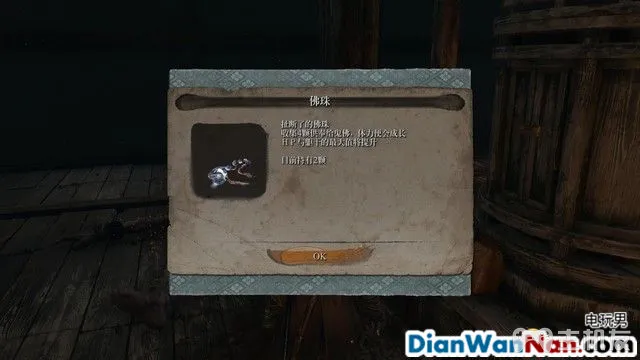 佛珠
扯断了的佛珠
收集4颗供奉给鬼佛，体力便会成长
ＨＰ与躯干的最大值将提升
目前持有2颗
OK
电玩男
DianWanNan.com